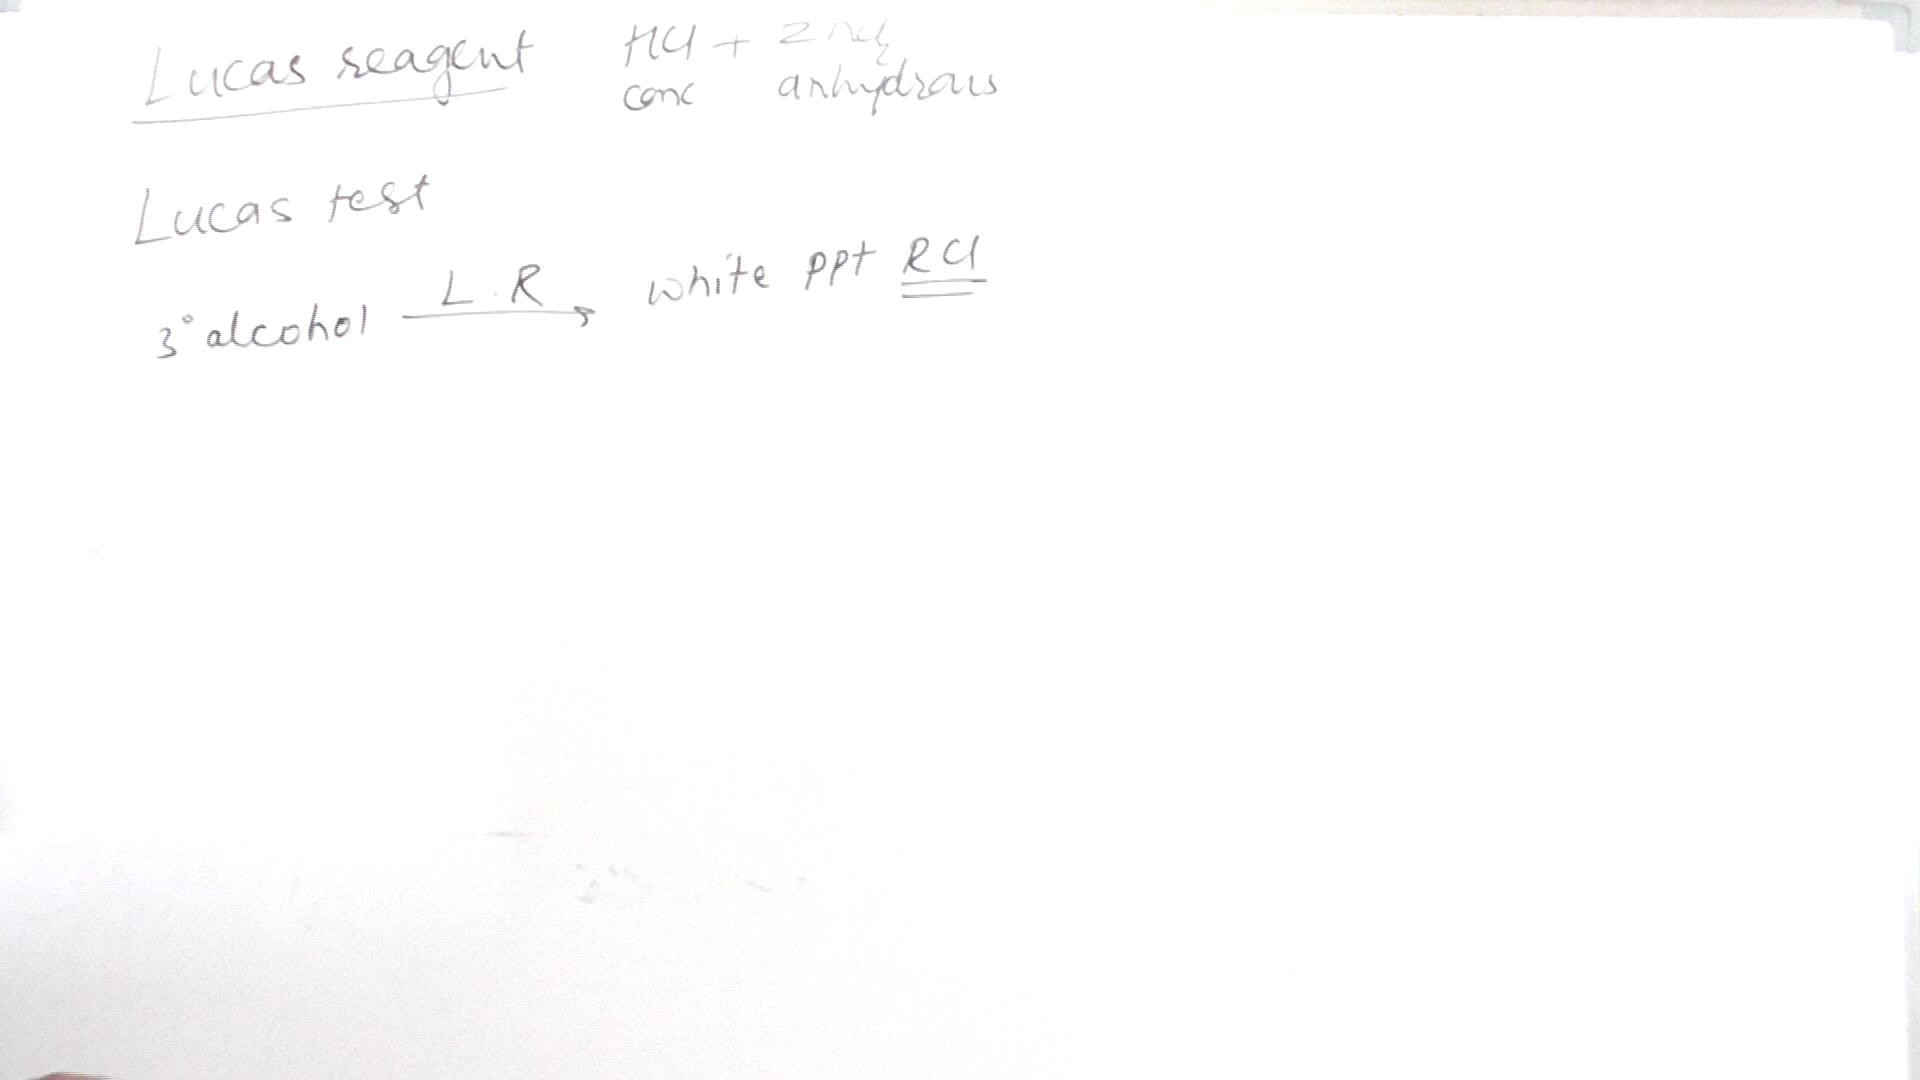 Lucas reagent HCl + ZnCl2
conc anhydrous
Lucas test
3° alcohol L.R → white ppt RCl